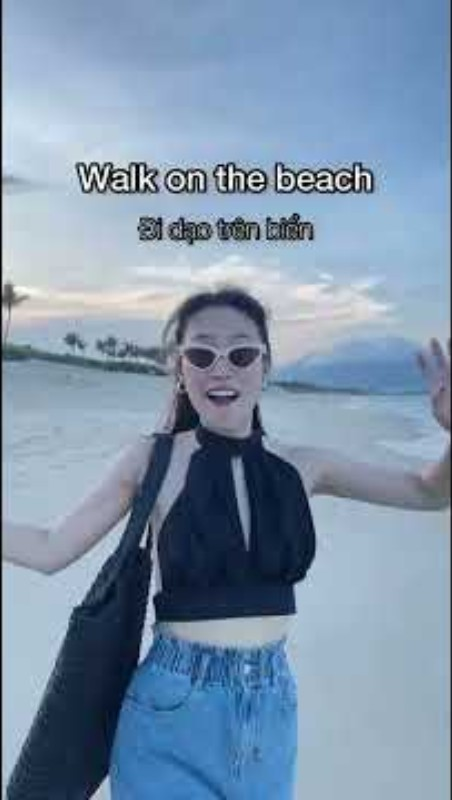 Walk on the beach
Đi dạo trên biển